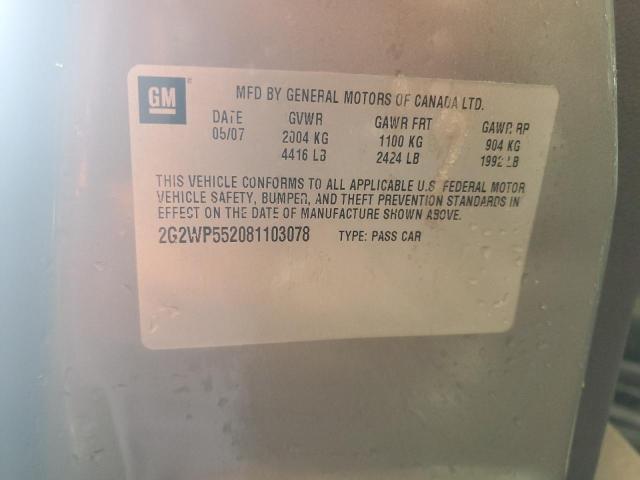 GM
MFD BY GENERAL MOTORS OF CANADA LTD.
DATE GVWR GAWR FRT GAWR RR
05/07 2004 KG 1100 KG 904 KG
4416 LB 2424 LB 1992 LB
THIS VEHICLE CONFORMS TO ALL APPLICABLE U.S. FEDERAL MOTOR
VEHICLE SAFETY, BUMPER, AND THEFT PREVENTION STANDARDS IN
EFFECT ON THE DATE OF MANUFACTURE SHOWN ABOVE.
2G2WP552081103078 TYPE: PASS CAR